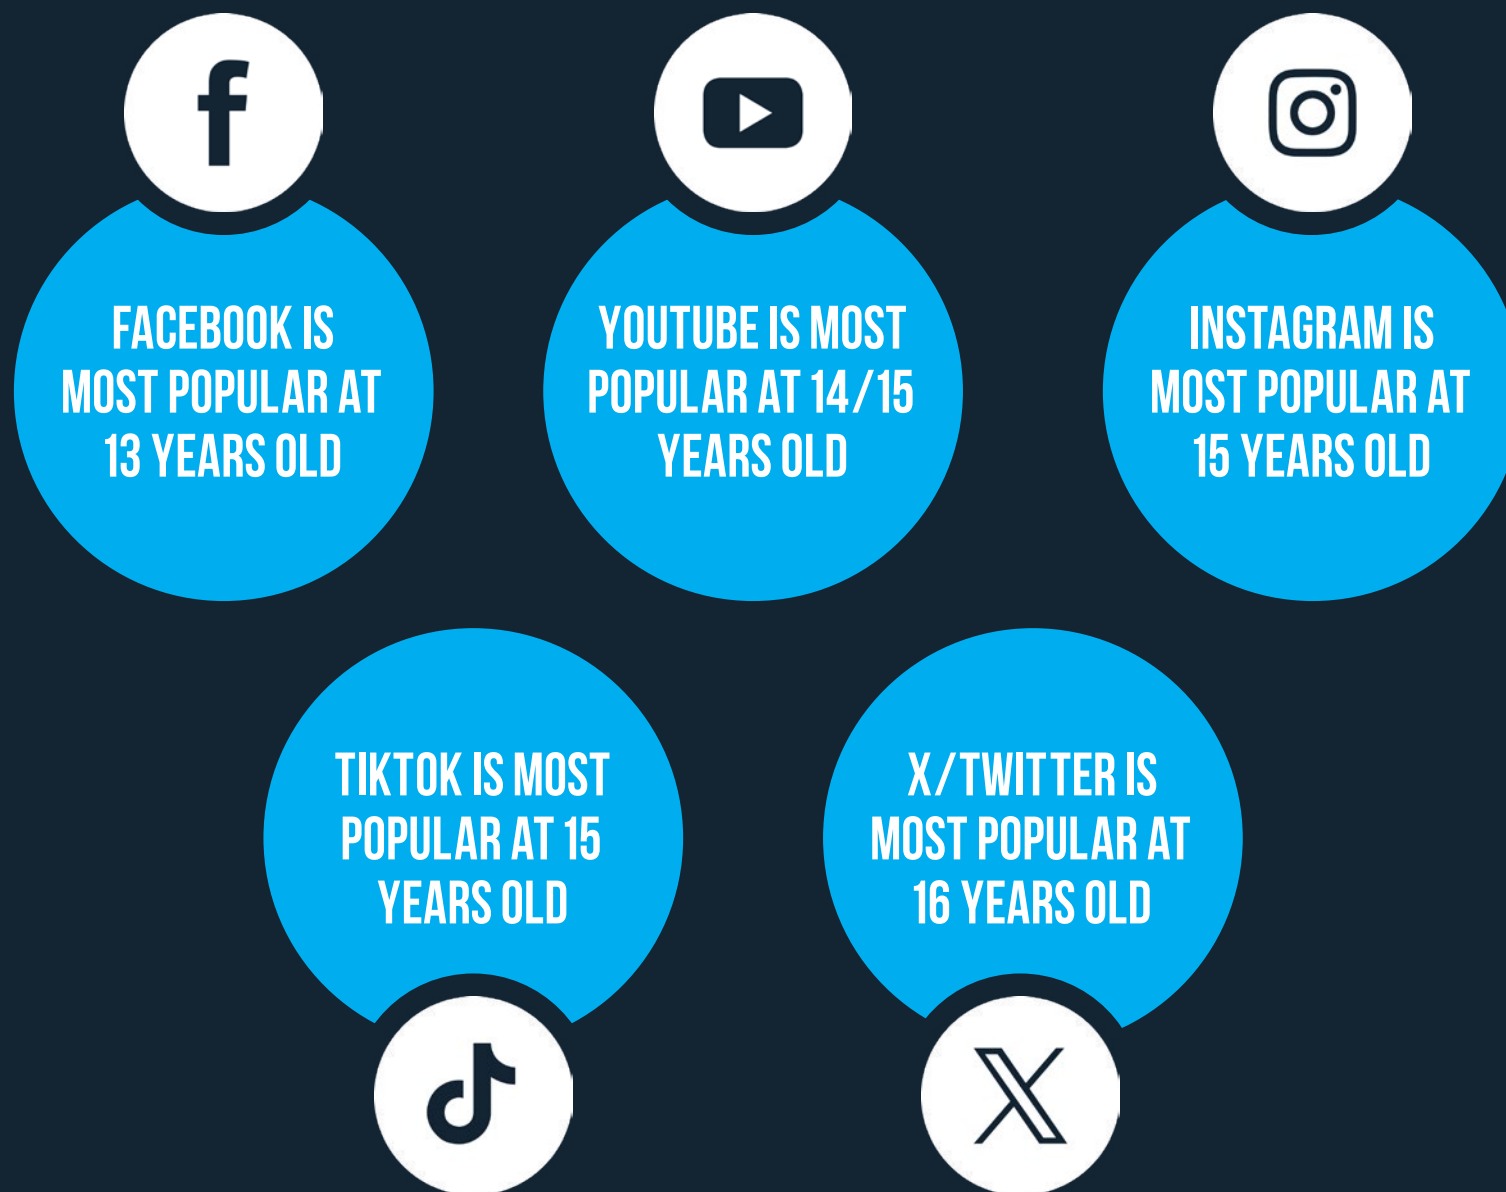 FACEBOOK IS
MOST POPULAR AT
13 YEARS OLD
YOUTUBE IS MOST
POPULAR AT 14/15
YEARS OLD
INSTAGRAM IS
MOST POPULAR AT
15 YEARS OLD
TIKTOK IS MOST
POPULAR AT 15
YEARS OLD
X/TWITTER IS
MOST POPULAR AT
16 YEARS OLD